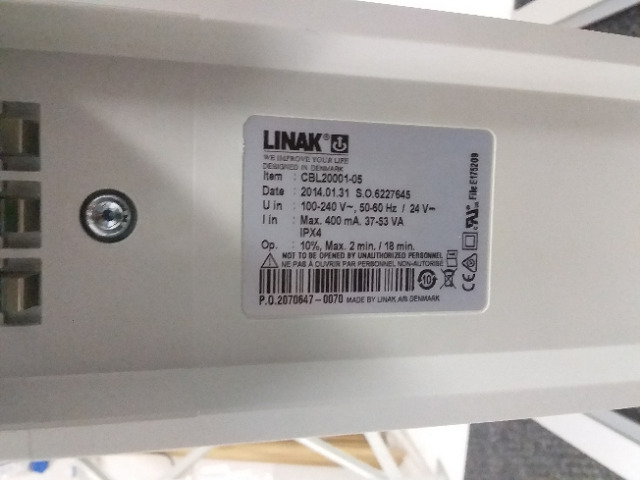 LINAK®
WE IMPROVE YOUR LIFE
DESIGNED IN DENMARK
Item : CBL20001-05
Date : 2014.01.31 S.O.6227645
U in : 100-240 V~, 50-60 Hz / 24 V⎓
I in : Max. 400 mA. 37-53 VA
IPX4
Op. : 10%, Max. 2 min. / 18 min.
NOT TO BE OPENED BY UNAUTHORIZED PERSONNEL
NE PAS À OUVRIR PAR PERSONNEL NON-AUTORISÉ
10
P.O.2070647-0070 MADE BY LINAK A/S DENMARK
File E175209
CE